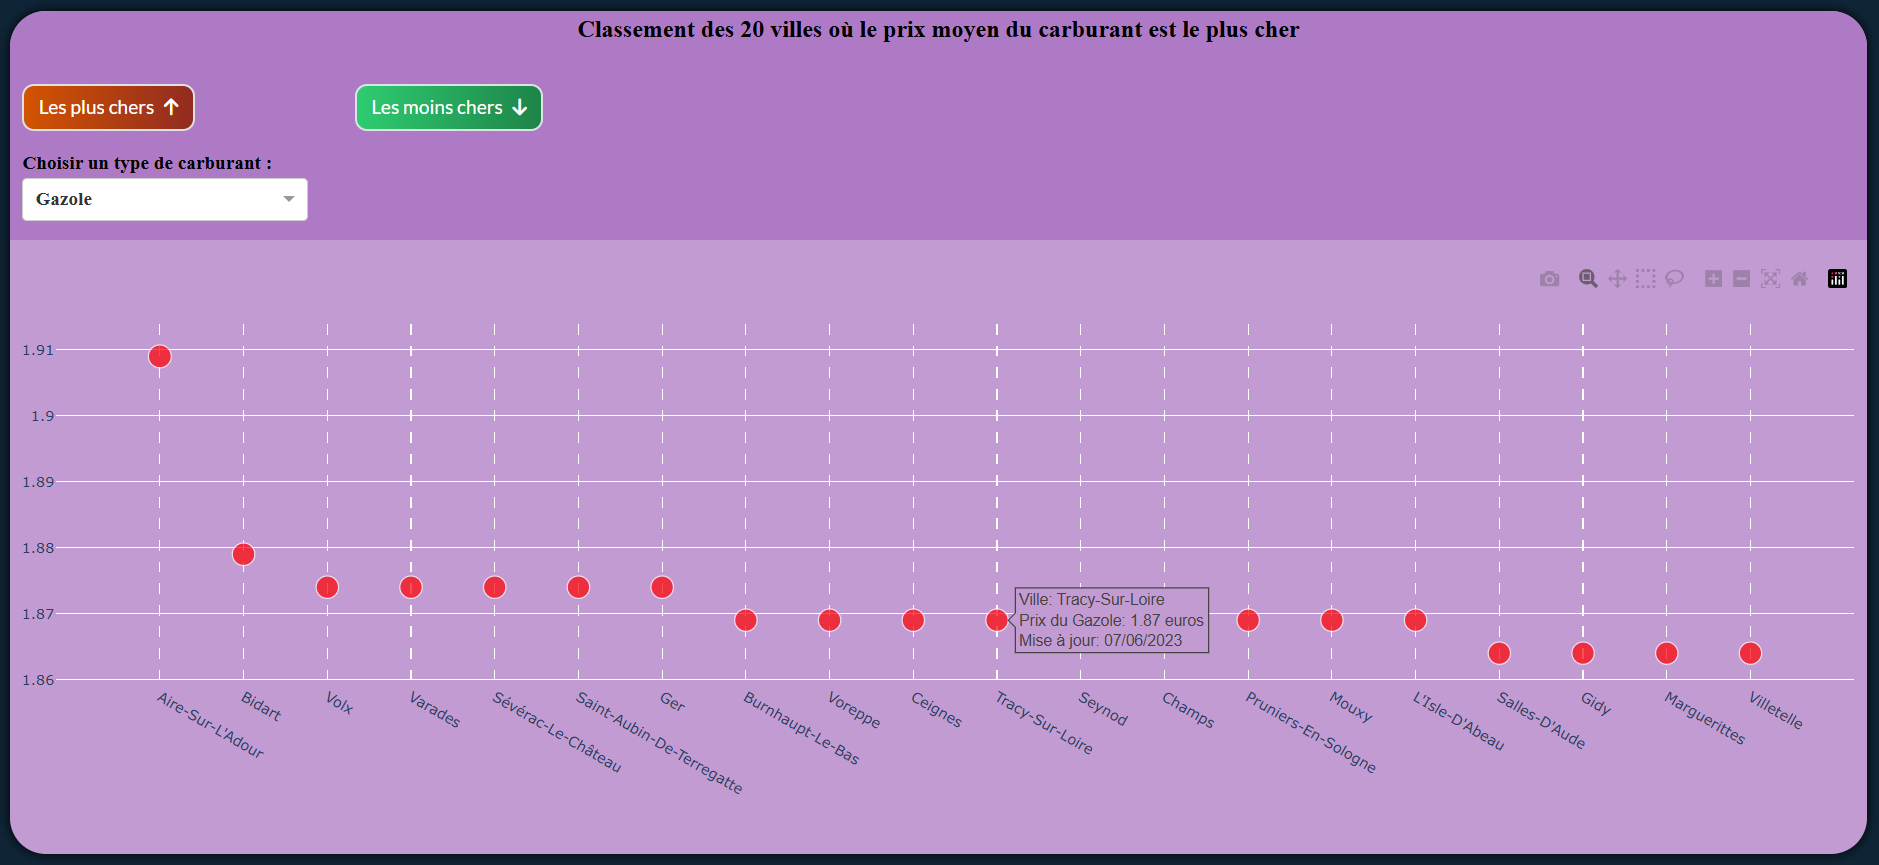 Classement des 20 villes où le prix moyen du carburant est le plus cher
Les plus chers
Les moins chers
Choisir un type de carburant :
Gazole
1.91
1.9
1.89
1.88
1.87
1.86
Ville: Tracy-Sur-Loire
Prix du Gazole: 1.87 euros
Mise à jour: 07/06/2023
Aire-Sur-L'Adour
Bidart
Volx
Varades
Sévérac-Le-Château
Saint-Aubin-De-Terregatte
Ger
Burnhaupt-Le-Bas
Voreppe
Ceignes
Tracy-Sur-Loire
Seynod
Champs
Pruniers-En-Sologne
Mouxy
L'Isle-D'Abeau
Salles-D'Aude
Gidy
Marguerittes
Villetelle